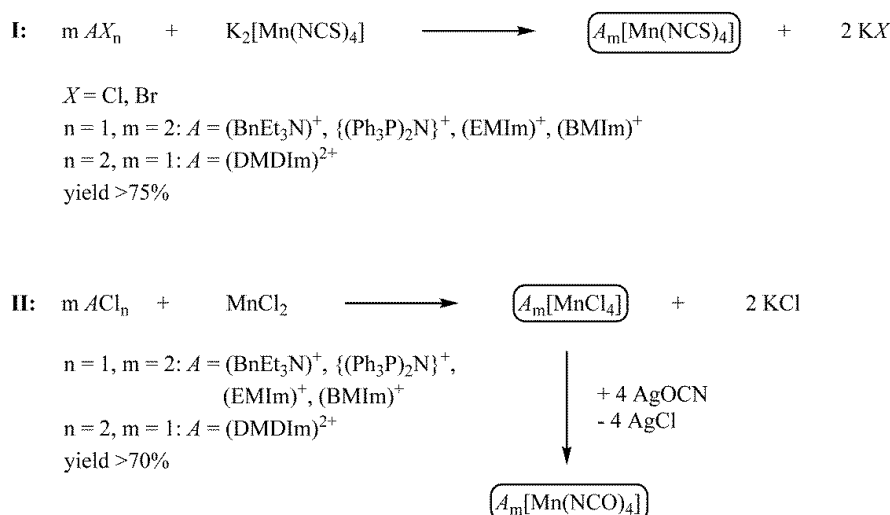 I: m AXₙ + K₂[Mn(NCS)₄] Aₘ[Mn(NCS)₄] + 2 KX
X = Cl, Br
n = 1, m = 2: A = (BnEt₃N)⁺, {(Ph₃P)₂N}⁺, (EMIm)⁺, (BMIm)⁺
n = 2, m = 1: A = (DMDIm)²⁺
yield >75%
II: m AClₙ + MnCl₂ Aₘ[MnCl₄] + 2 KCl
n = 1, m = 2: A = (BnEt₃N)⁺, {(Ph₃P)₂N}⁺,
(EMIm)⁺, (BMIm)⁺
n = 2, m = 1: A = (DMDIm)²⁺
yield >70%
+ 4 AgOCN
- 4 AgCl
Aₘ[Mn(NCO)₄]